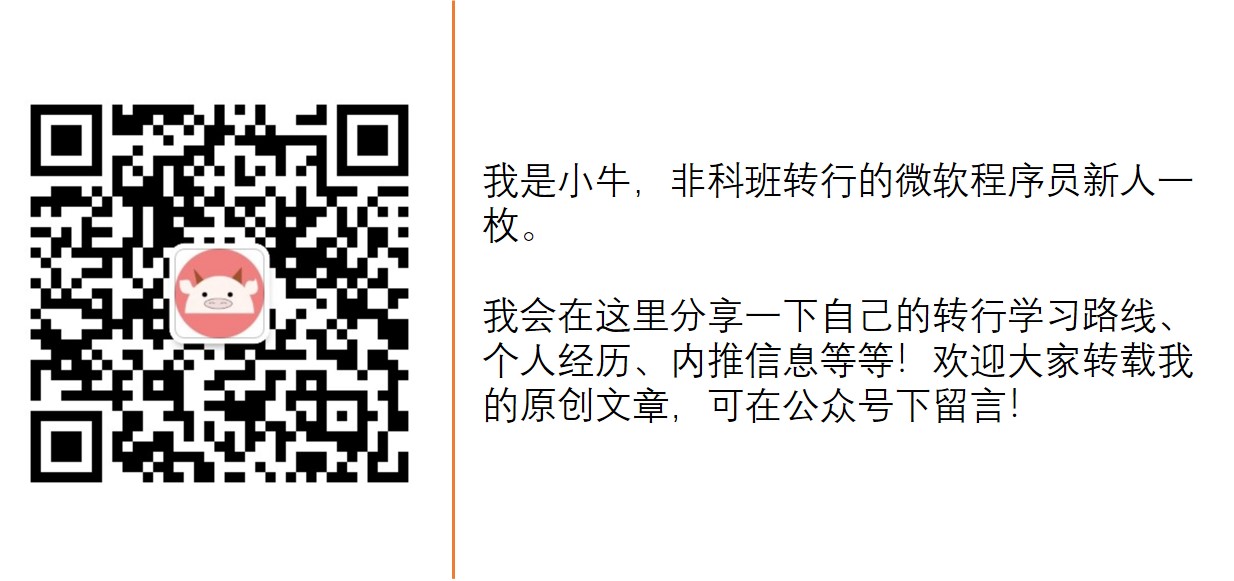 我是小牛，非科班转行的微软程序员新人一
枚。
我会在这里分享一下自己的转行学习路线、
个人经历、内推信息等等！欢迎大家转载我
的原创文章，可在公众号下留言！